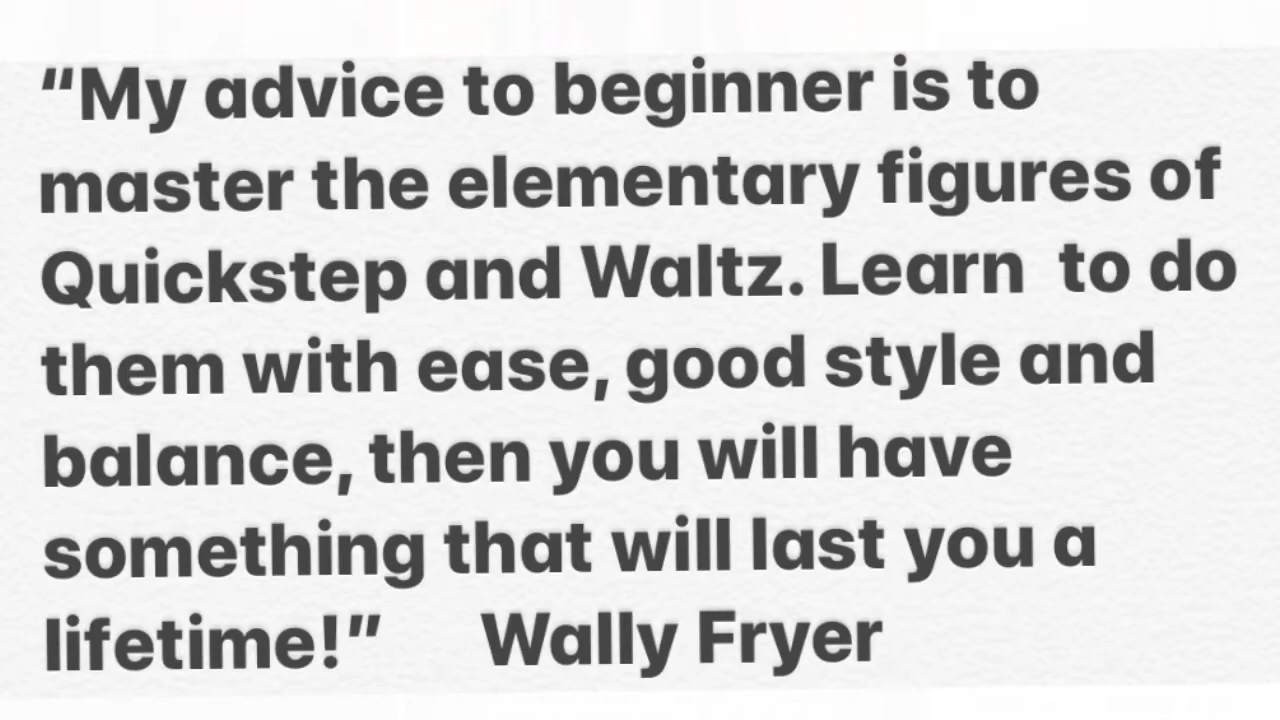 “My advice to beginner is to
master the elementary figures of
Quickstep and Waltz. Learn  to do
them with ease, good style and
balance, then you will have
something that will last you a
lifetime!”     Wally Fryer